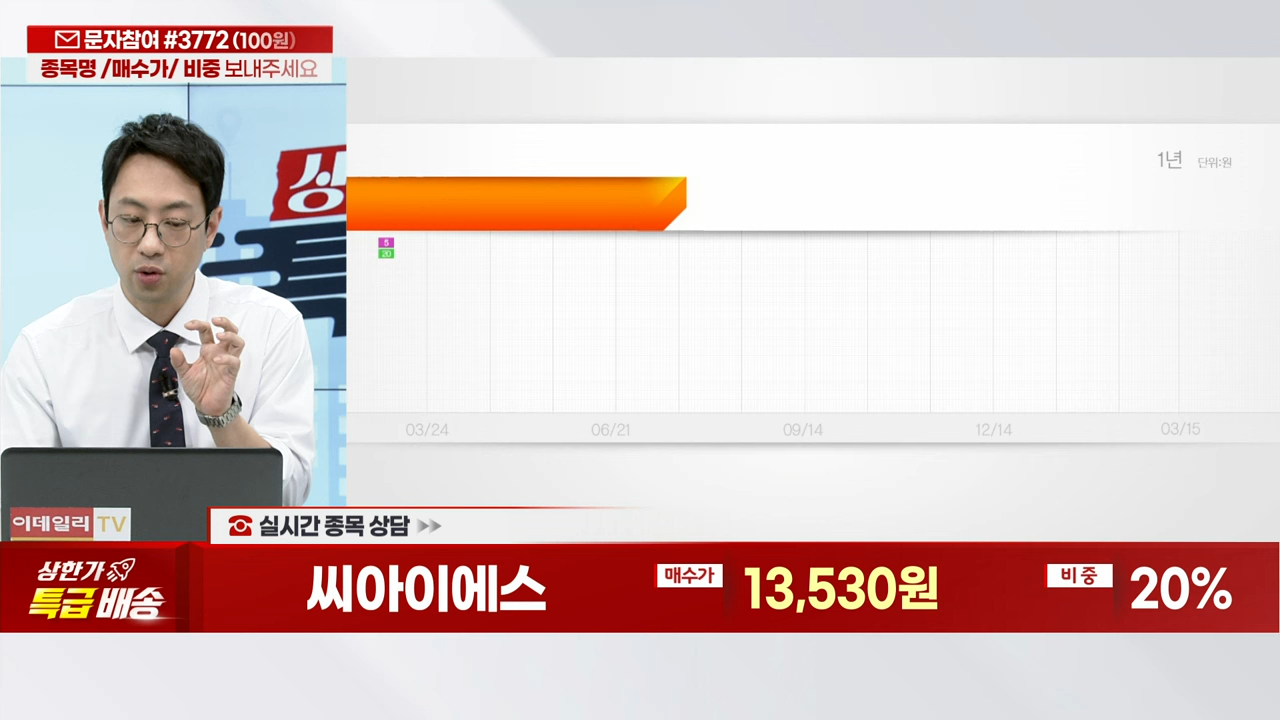 문자참여 #3772 (100원)
종목명 /매수가/ 비중 보내주세요
상
특
1년 단위:원
5
20
03/24 06/21 09/14 12/14 03/15
이데일리 TV
실시간 종목 상담
상한가
특급 배송
씨아이에스 매수가 13,530원 비중 20%